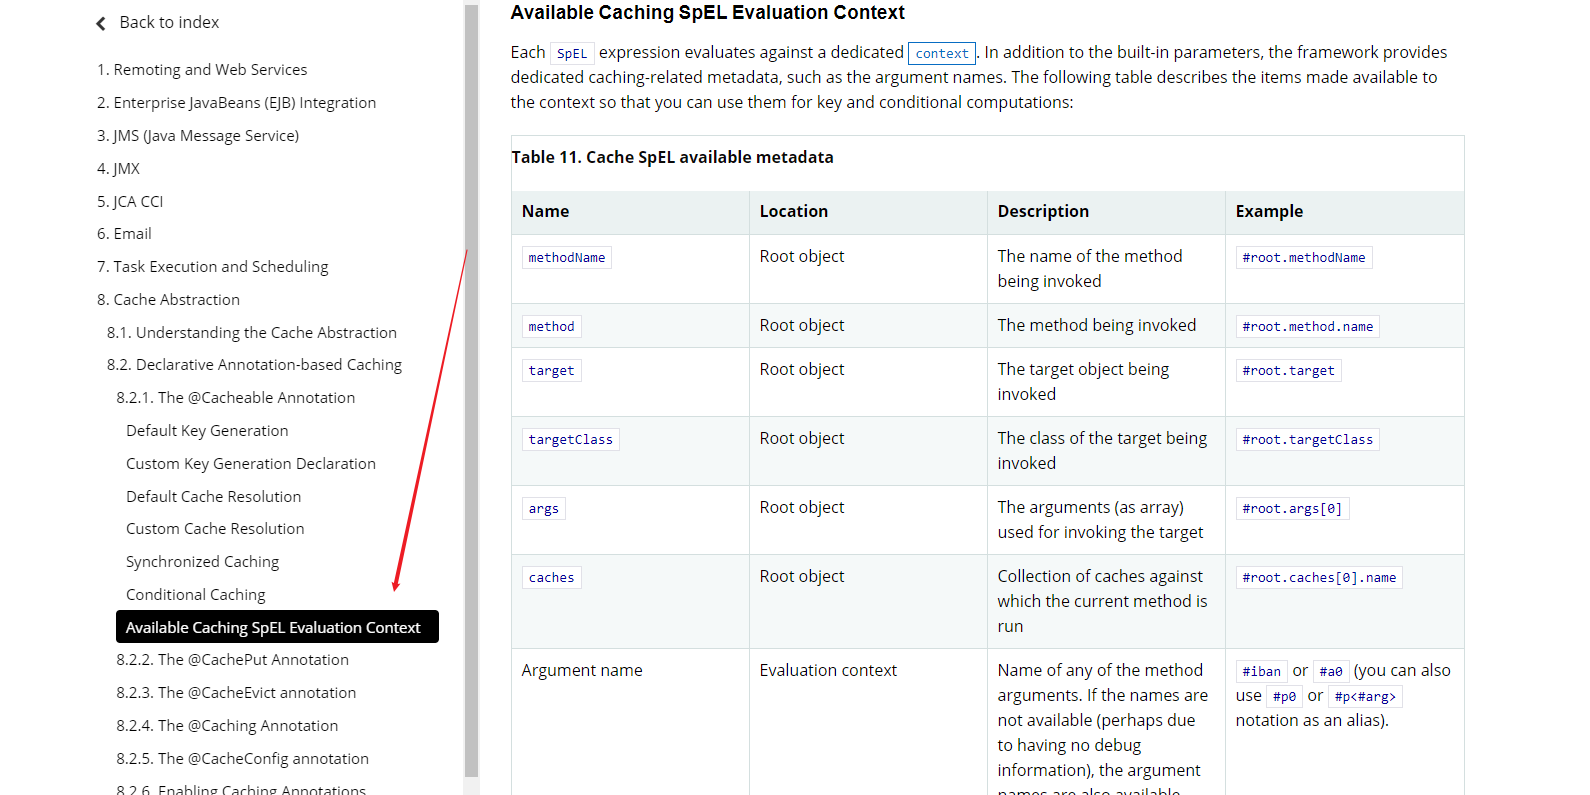 Back to index
1. Remoting and Web Services
2. Enterprise JavaBeans (EJB) Integration
3. JMS (Java Message Service)
4. JMX
5. JCA CCI
6. Email
7. Task Execution and Scheduling
8. Cache Abstraction
8.1. Understanding the Cache Abstraction
8.2. Declarative Annotation-based Caching
8.2.1. The @Cacheable Annotation
Default Key Generation
Custom Key Generation Declaration
Default Cache Resolution
Custom Cache Resolution
Synchronized Caching
Conditional Caching
Available Caching SpEL Evaluation Context
8.2.2. The @CachePut Annotation
8.2.3. The @CacheEvict annotation
8.2.4. The @Caching Annotation
8.2.5. The @CacheConfig annotation
8.2.6. Enabling Caching Annotations
Available Caching SpEL Evaluation Context
Each SpEL expression evaluates against a dedicated context. In addition to the built-in parameters, the framework provides
dedicated caching-related metadata, such as the argument names. The following table describes the items made available to
the context so that you can use them for key and conditional computations:
Table 11. Cache SpEL available metadata
Name Location Description Example
methodName Root object The name of the method #root.methodName
being invoked
method Root object The method being invoked #root.method.name
target Root object The target object being #root.target
invoked
targetClass Root object The class of the target being #root.targetClass
invoked
args Root object The arguments (as array) #root.args[0]
used for invoking the target
caches Root object Collection of caches against #root.caches[0].name
which the current method is
run
Argument name Evaluation context Name of any of the method #iban or #a0 (you can also
arguments. If the names are use #p0 or #p<#arg>
not available (perhaps due notation as an alias).
to having no debug
information), the argument
names are also available